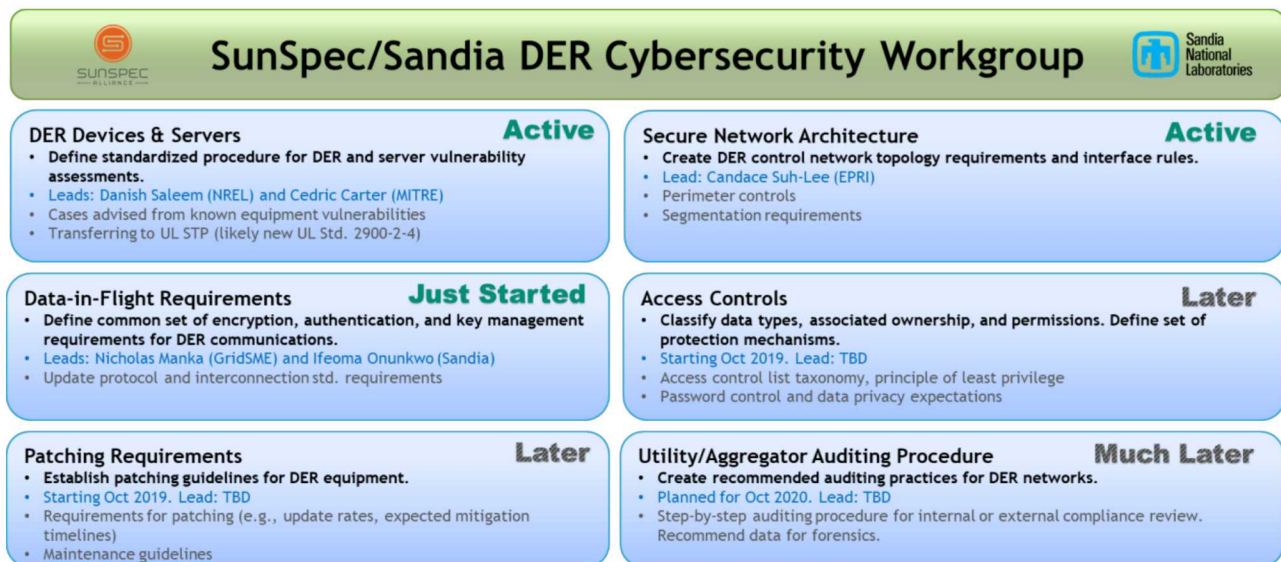 SUNSPEC
ALLIANCE
SunSpec/Sandia DER Cybersecurity Workgroup
Sandia
National
Laboratories
DER Devices & Servers
Active
• Define standardized procedure for DER and server vulnerability
assessments.
• Leads: Danish Saleem (NREL) and Cedric Carter (MITRE)
• Cases advised from known equipment vulnerabilities
• Transferring to UL STP (likely new UL Std. 2900-2-4)
Secure Network Architecture
Active
• Create DER control network topology requirements and interface rules.
• Lead: Candace Suh-Lee (EPRI)
• Perimeter controls
• Segmentation requirements
Data-in-Flight Requirements
Just Started
• Define common set of encryption, authentication, and key management
requirements for DER communications.
• Leads: Nicholas Manka (GridSME) and Ifeoma Onunkwo (Sandia)
• Update protocol and interconnection std. requirements
Access Controls
Later
• Classify data types, associated ownership, and permissions. Define set of
protection mechanisms.
• Starting Oct 2019. Lead: TBD
• Access control list taxonomy, principle of least privilege
• Password control and data privacy expectations
Patching Requirements
Later
• Establish patching guidelines for DER equipment.
• Starting Oct 2019. Lead: TBD
• Requirements for patching (e.g., update rates, expected mitigation
timelines)
• Maintenance guidelines
Utility/Aggregator Auditing Procedure
Much Later
• Create recommended auditing practices for DER networks.
• Planned for Oct 2020. Lead: TBD
• Step-by-step auditing procedure for internal or external compliance review.
Recommend data for forensics.